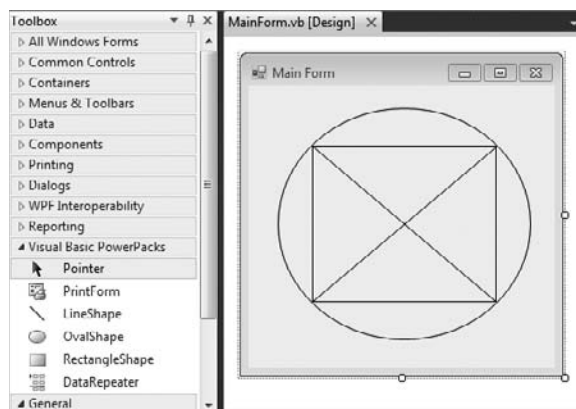 Toolbox
All Windows Forms
Common Controls
Containers
Menus & Toolbars
Data
Components
Printing
Dialogs
WPF Interoperability
Reporting
Visual Basic PowerPacks
Pointer
PrintForm
LineShape
OvalShape
RectangleShape
DataRepeater
General
MainForm.vb [Design]
Main Form